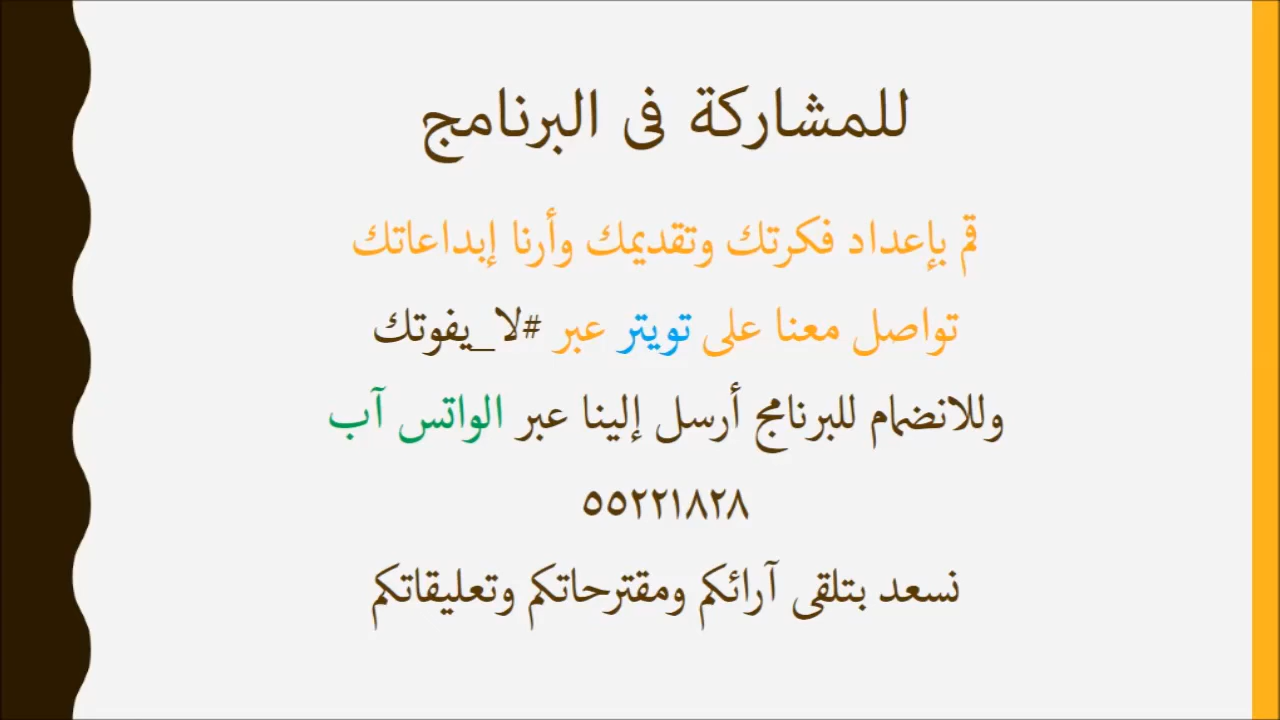 للمشاركة فى البرنامج
قم بإعداد فكرتك وتقديمك وأرنا إبداعاتك
تواصل معنا على تويتر عبر #لا_يفوتك
وللانضمام للبرنامج أرسل إلينا عبر الواتس آب
٥٥٢٢١٨٢٨
نسعد بتلقى آرائكم ومقترحاتكم وتعليقاتكم